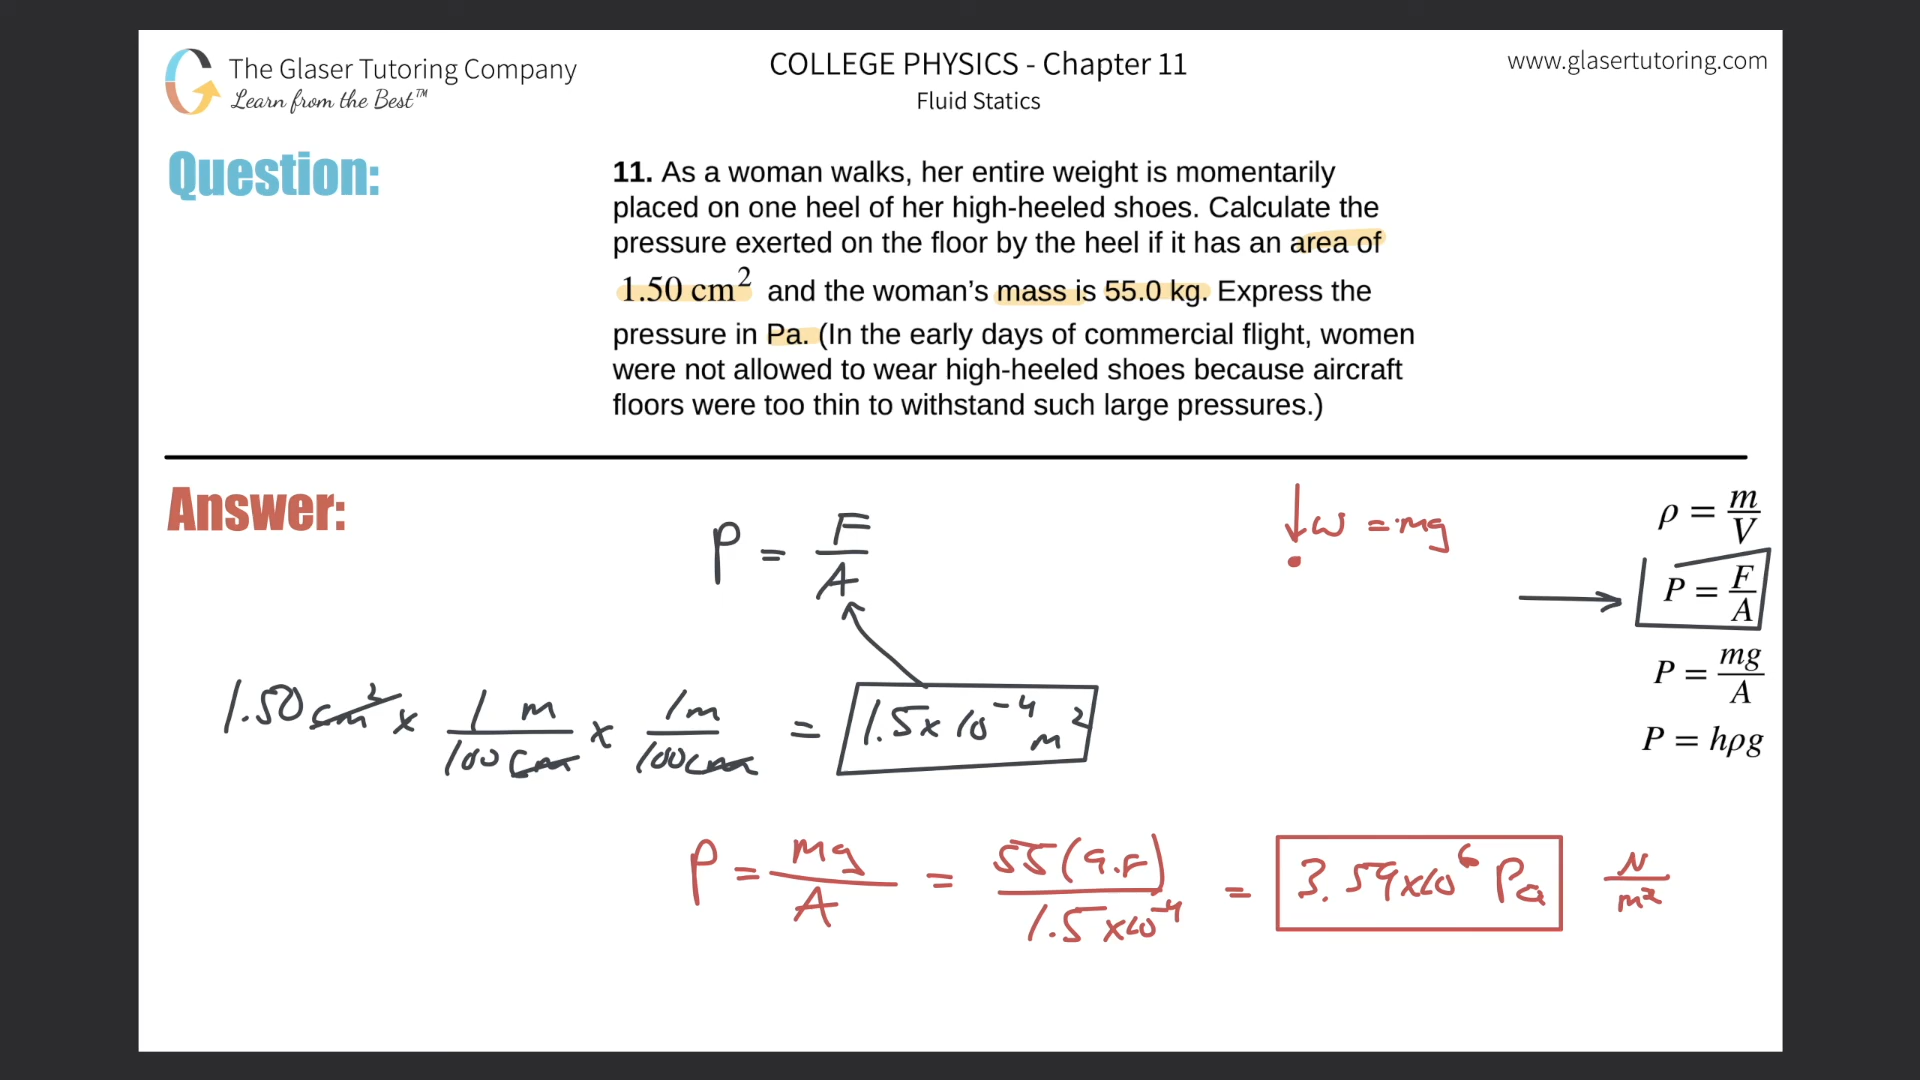 The Glaser Tutoring Company
Learn from the Best™
COLLEGE PHYSICS - Chapter 11
Fluid Statics
www.glasertutoring.com
Question:
11. As a woman walks, her entire weight is momentarily
placed on one heel of her high-heeled shoes. Calculate the
pressure exerted on the floor by the heel if it has an area of
1.50 cm² and the woman's mass is 55.0 kg. Express the
pressure in Pa. (In the early days of commercial flight, women
were not allowed to wear high-heeled shoes because aircraft
floors were too thin to withstand such large pressures.)
Answer:
P = F/A
↓w = mg
ρ = m/V
P = F/A
P = mg/A
P = hρg
1.50 cm² x 1 m/100 cm x 1m/100cm = 1.5 x 10⁻⁴ m²
P = mg/A = 55(9.8)/1.5 x10⁻⁴ = 3.59 x10⁶ Pa N/m²